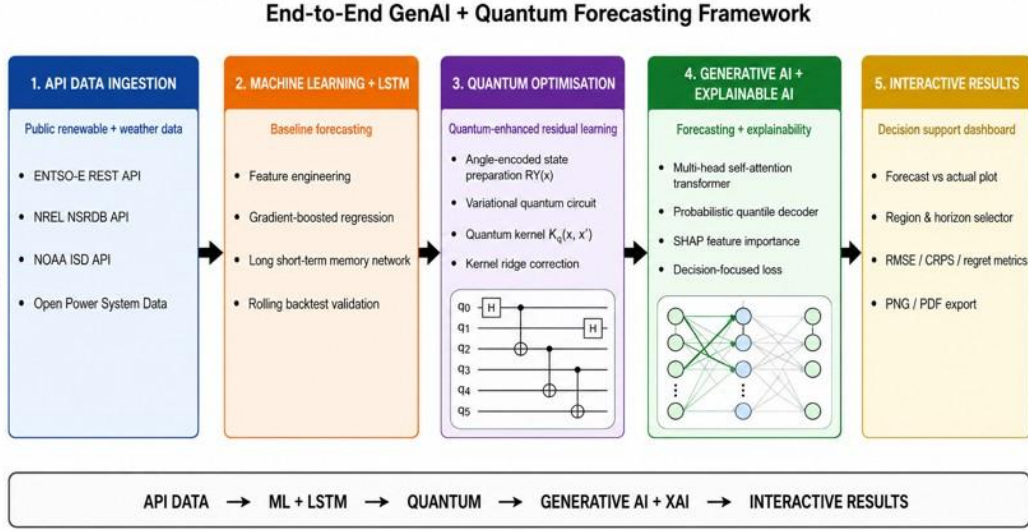 End-to-End GenAI + Quantum Forecasting Framework
1. API DATA INGESTION
Public renewable + weather data
• ENTSO-E REST API
• NREL NSRDB API
• NOAA ISD API
• Open Power System Data
2. MACHINE LEARNING + LSTM
Baseline forecasting
• Feature engineering
• Gradient-boosted regression
• Long short-term memory network
• Rolling backtest validation
3. QUANTUM OPTIMISATION
Quantum-enhanced residual learning
• Angle-encoded state
preparation RY(x)
• Variational quantum circuit
• Quantum kernel Kq(x, x′)
• Kernel ridge correction
q0 H
q1 H
q2
q3
q4
q5
4. GENERATIVE AI +
EXPLAINABLE AI
Forecasting + explainability
• Multi-head self-attention
transformer
• Probabilistic quantile decoder
• SHAP feature importance
• Decision-focused loss
5. INTERACTIVE RESULTS
Decision support dashboard
• Forecast vs actual plot
• Region & horizon selector
• RMSE / CRPS / regret metrics
• PNG / PDF export
API DATA → ML + LSTM → QUANTUM → GENERATIVE AI + XAI → INTERACTIVE RESULTS